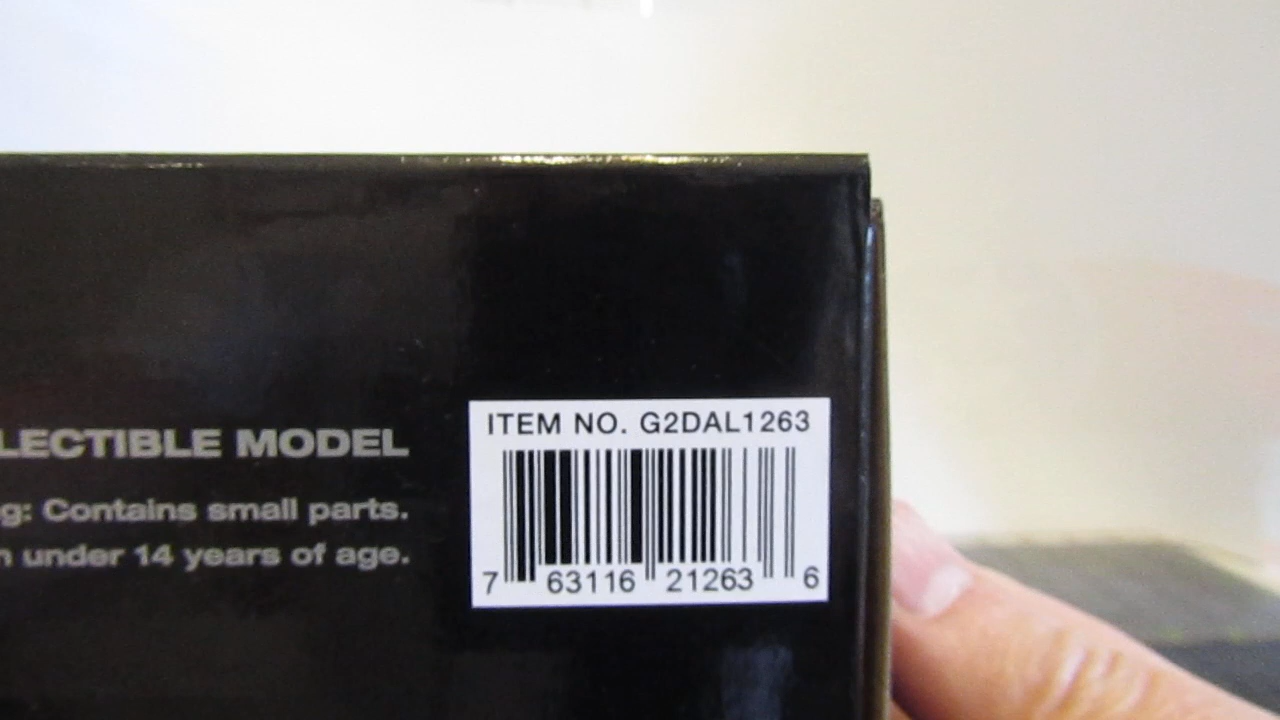 LECTIBLE MODEL
g: Contains small parts.
n under 14 years of age.
ITEM NO. G2DAL1263
7 63116 21263 6